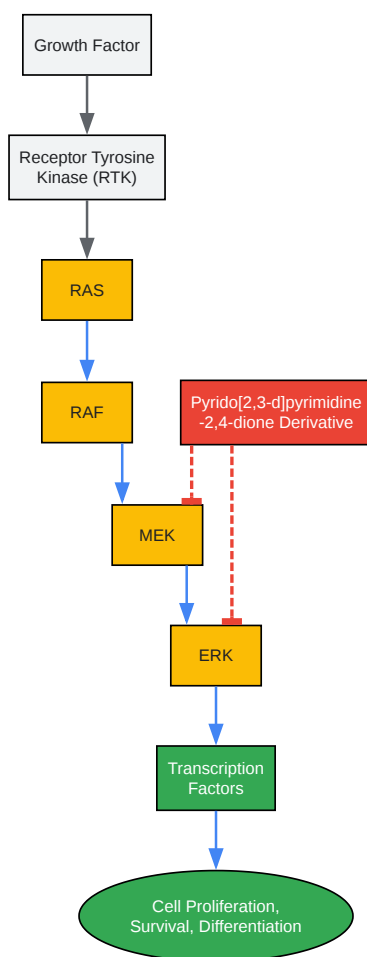 Growth Factor
Receptor Tyrosine
Kinase (RTK)
RAS
RAF
Pyrido[2,3-d]pyrimidine
-2,4-dione Derivative
MEK
ERK
Transcription
Factors
Cell Proliferation,
Survival, Differentiation